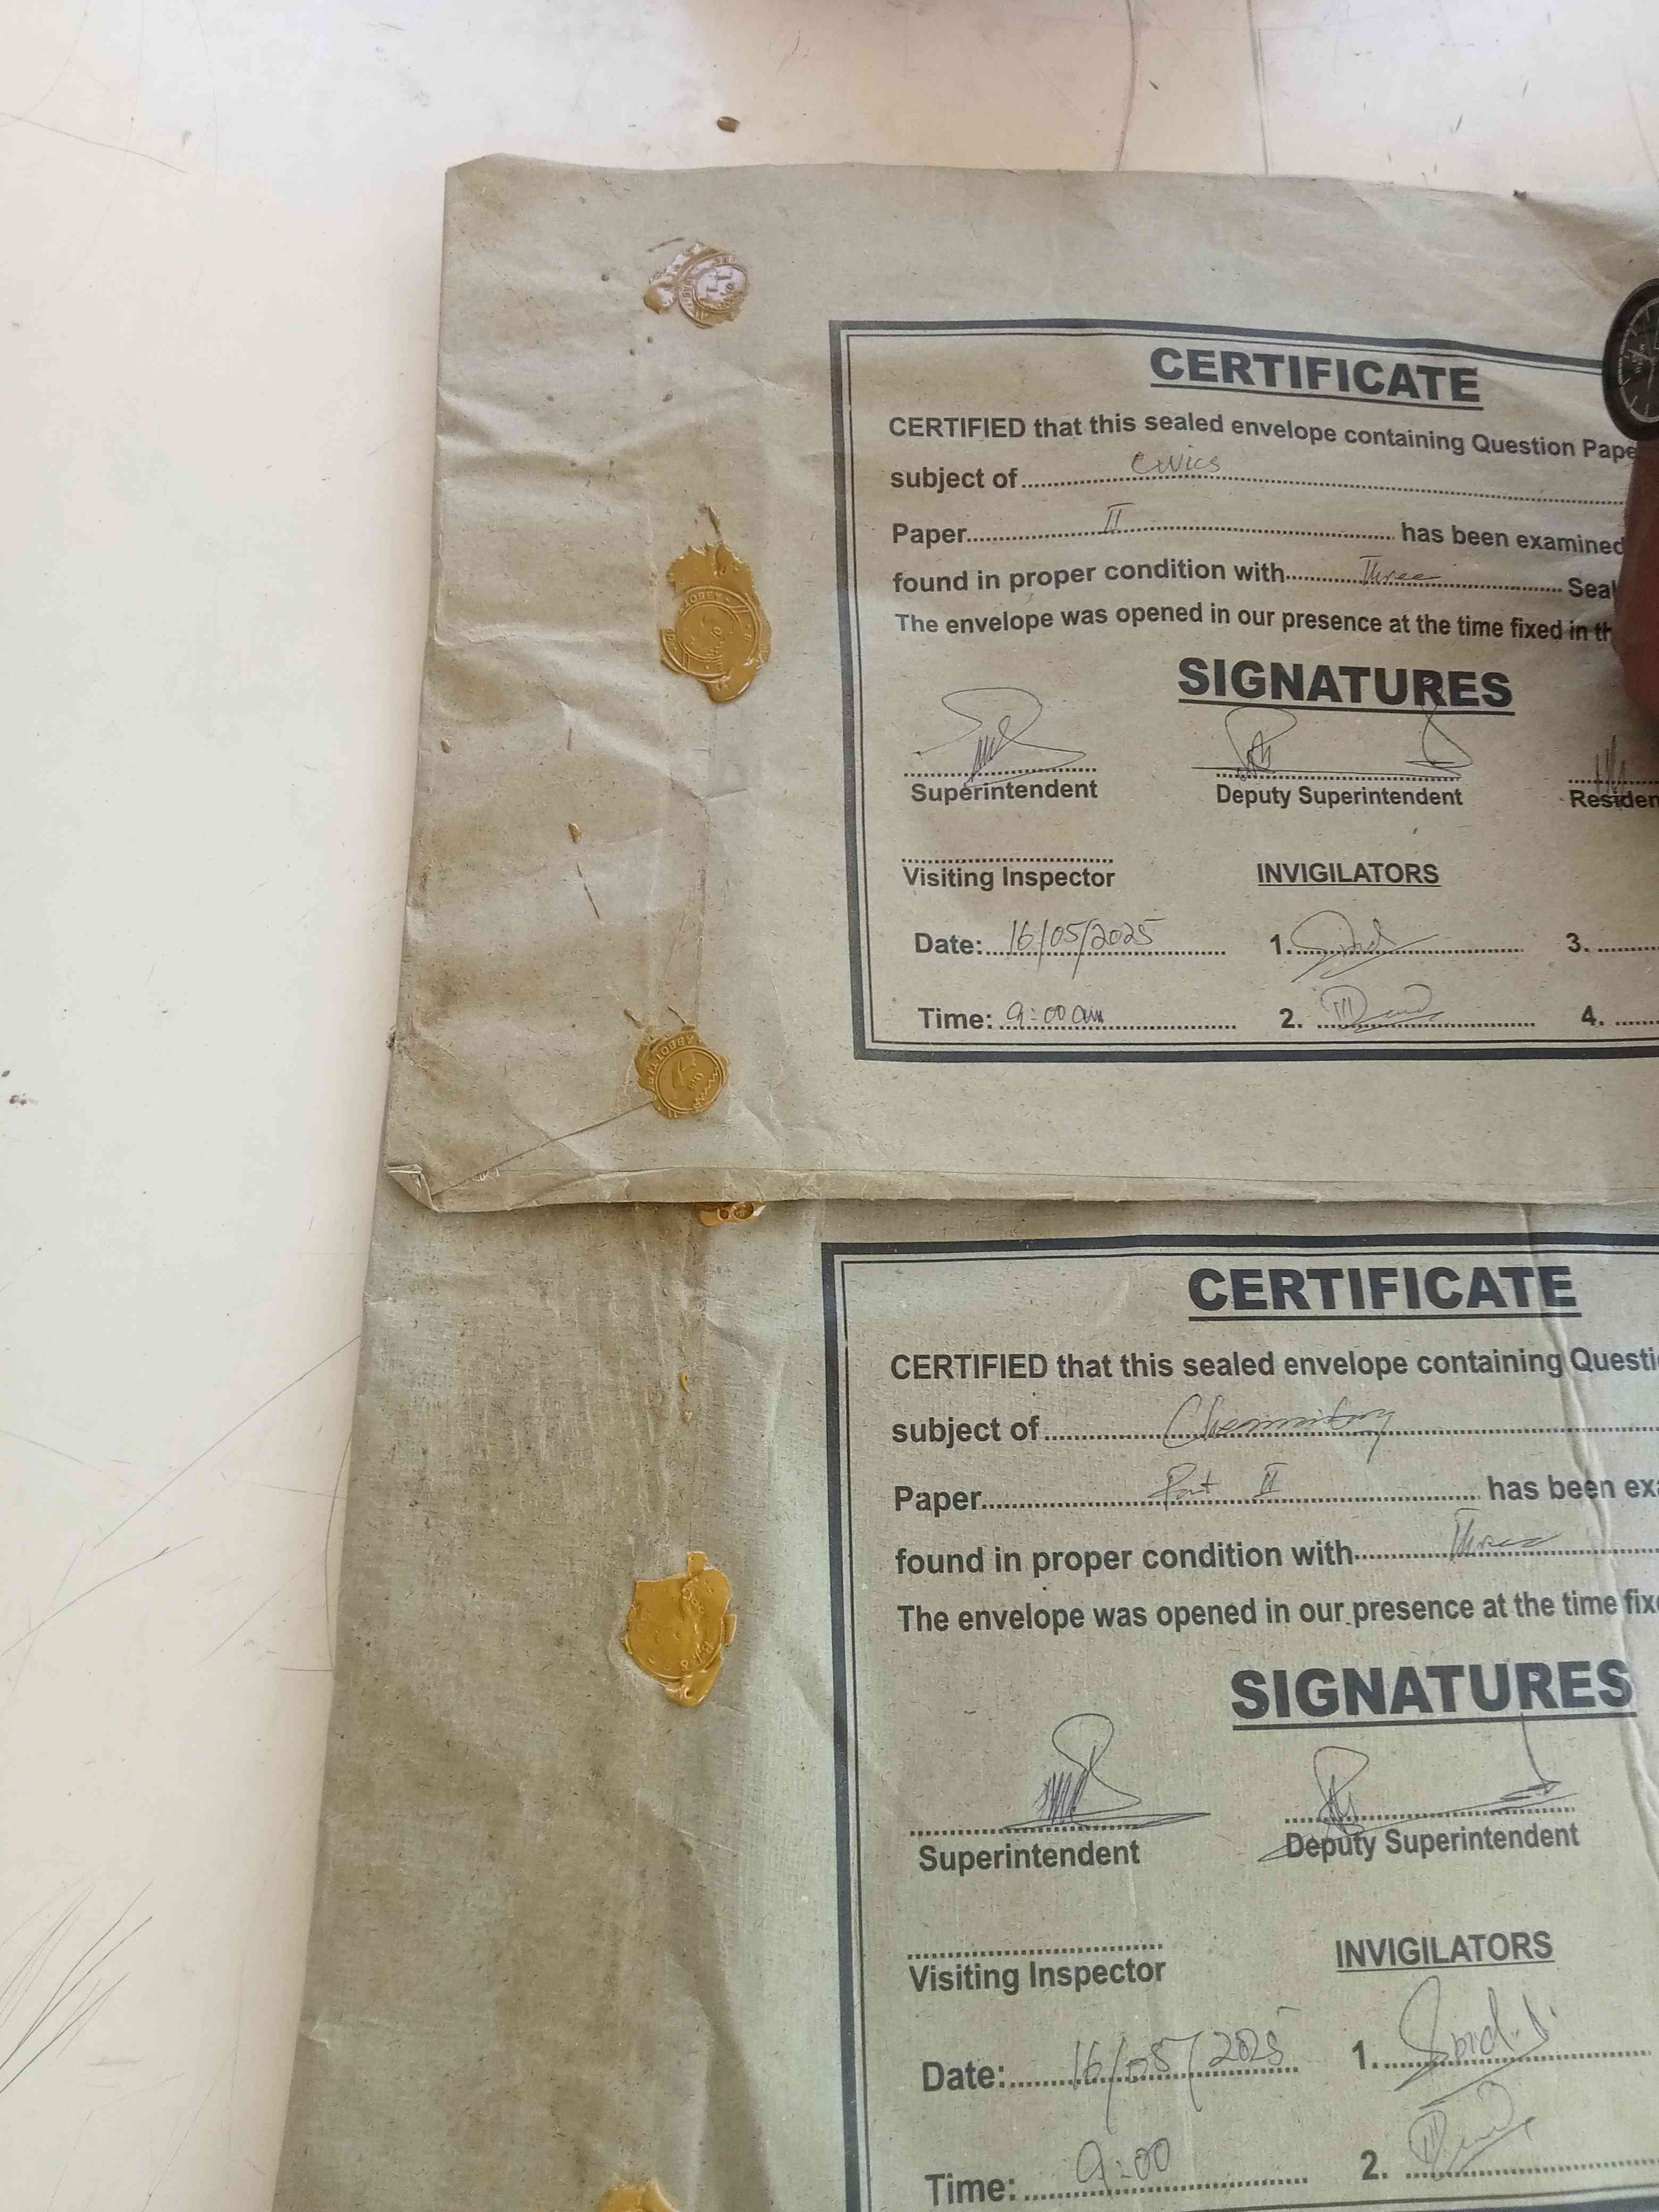 CERTIFICATE
CERTIFIED that this sealed envelope containing Question Pape
subject of Civics
Paper II has been examined
found in proper condition with Three Seal
The envelope was opened in our presence at the time fixed in th
SIGNATURES
Superintendent Deputy Superintendent Residen
Visiting Inspector INVIGILATORS
Date: 16/05/2025 1. 3.
Time: 9:00 am 2. 4.
CERTIFICATE
CERTIFIED that this sealed envelope containing Questi
subject of Chemistry
Paper Part II has been exa
found in proper condition with Three
The envelope was opened in our presence at the time fixe
SIGNATURES
Superintendent Deputy Superintendent
Visiting Inspector INVIGILATORS
Date: 16/05/2025 1.
Time: 9:00 2.